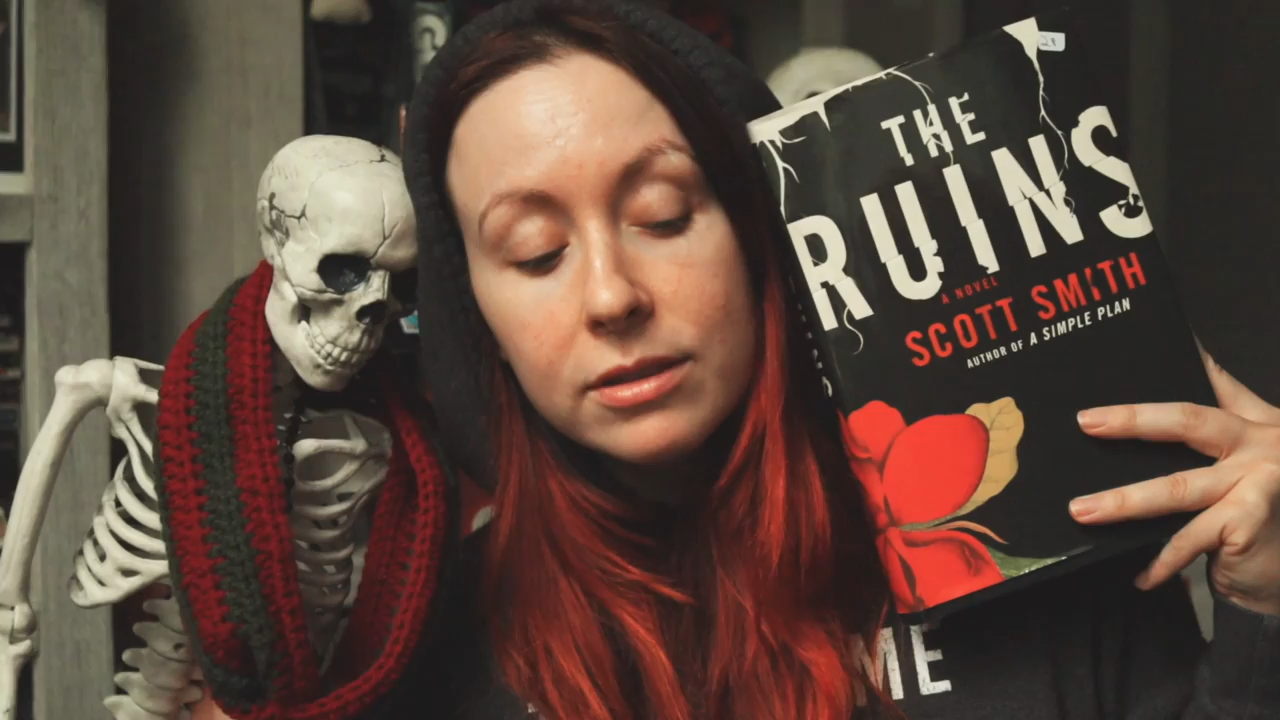 THE
RUINS
A NOVEL
SCOTT SMITH
AUTHOR OF A SIMPLE PLAN
ME